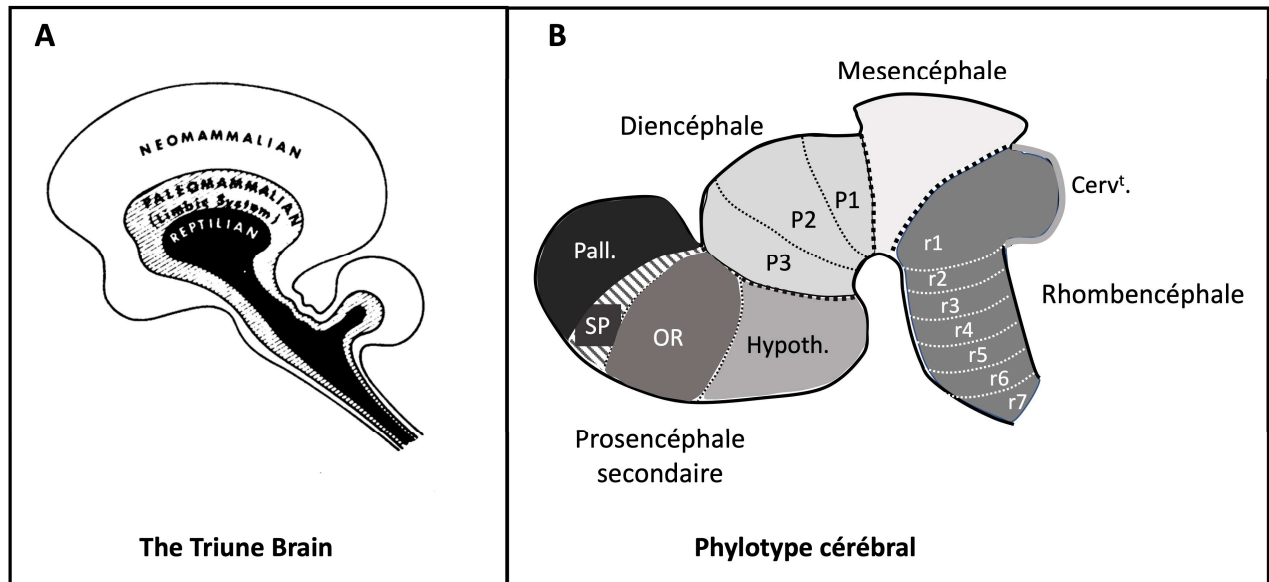 A
NEOMAMMALIAN
PALEOMAMMALIAN
(Limbic System)
REPTILIAN
The Triune Brain
B
Mesencéphale
Diencéphale
P1
P2
P3
Cervᵗ.
Pall.
SP
OR
Hypoth.
r1
r2
r3
r4
r5
r6
r7
Rhombencéphale
Prosencéphale
secondaire
Phylotype cérébral